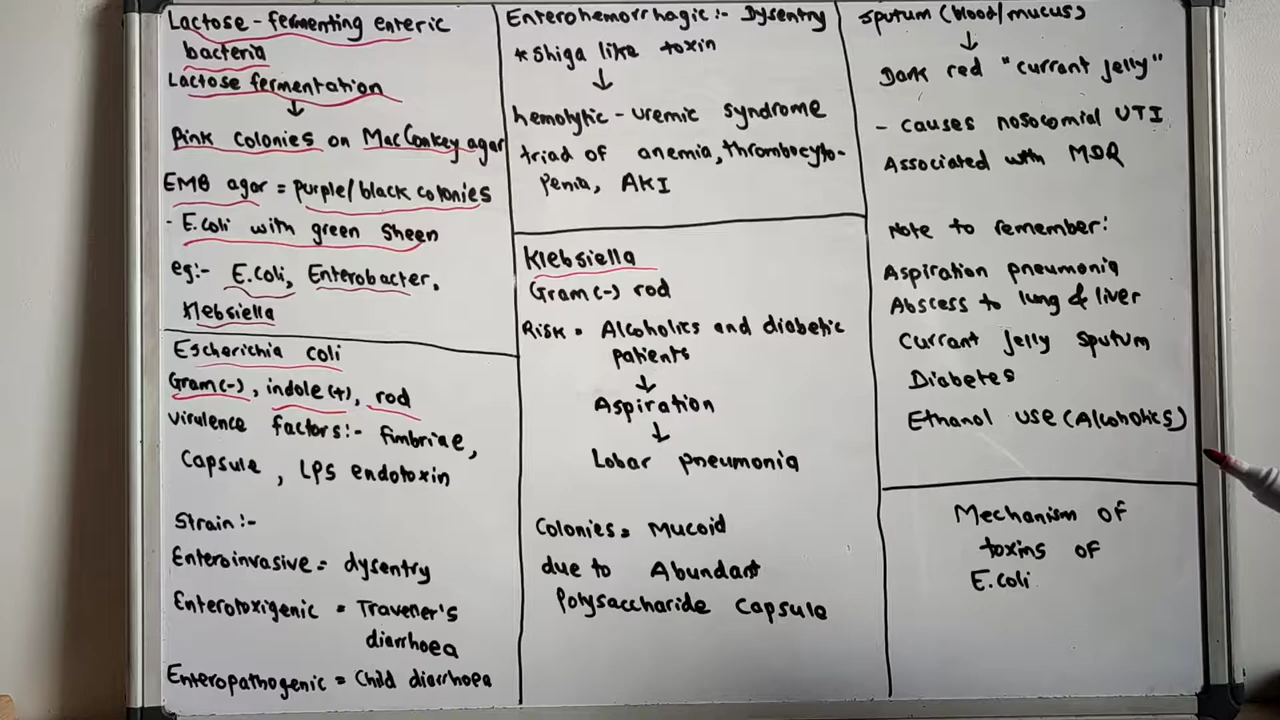 Lactose - fermenting enteric
bacteria
Lactose fermentation
↓
Pink colonies on MacConkey agar
EMB agar = purple/black colonies
- E.coli with green sheen
eg:- E.coli, Enterobacter,
Klebsiella
Escherichia coli
Gram(-), indole(+), rod
Virulence factors:- fimbriae,
Capsule, LPS endotoxin
Strain:-
Enteroinvasive = dysentry
Enterotoxigenic = Traveller's
diarrhoea
Enteropathogenic = Child diarrhoea
Enterohemorrhagic:- Dysentry
* Shiga like toxin
↓
hemolytic - uremic syndrome
triad of anemia, thrombocyto-
penia, AKI
Klebsiella
Gram(-) rod
Risk = Alcoholics and diabetic
patients
↓
Aspiration
↓
Lobar pneumonia
Colonies = Mucoid
due to Abundant
Polysaccharide Capsule
Sputum (blood/mucus)
↓
Dark red "currant jelly"
- causes nosocomial UTI
Associated with MDR
Note to remember:
Aspiration pneumonia
Abscess to lung & liver
Currant jelly sputum
Diabetes
Ethanol use (Alcoholics)
Mechanism of
toxins of
E.coli